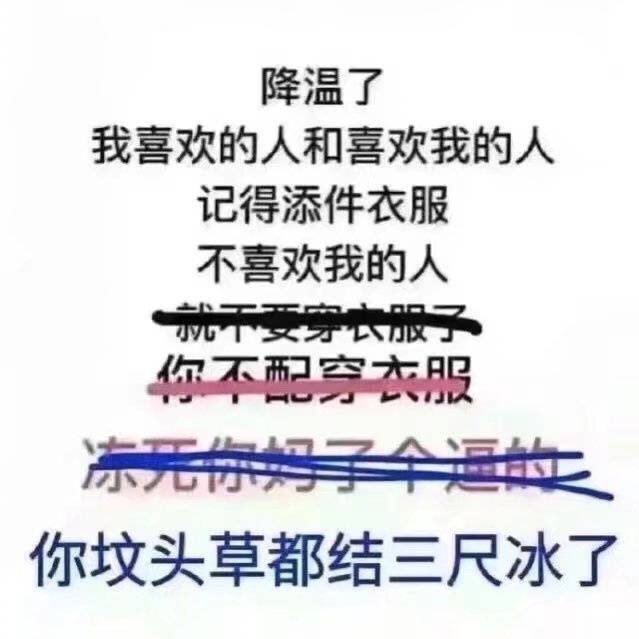 降温了
我喜欢的人和喜欢我的人
记得添件衣服
不喜欢我的人
就不要穿衣服了
你不配穿衣服
冻死你妈了个逼的
你坟头草都结三尺冰了